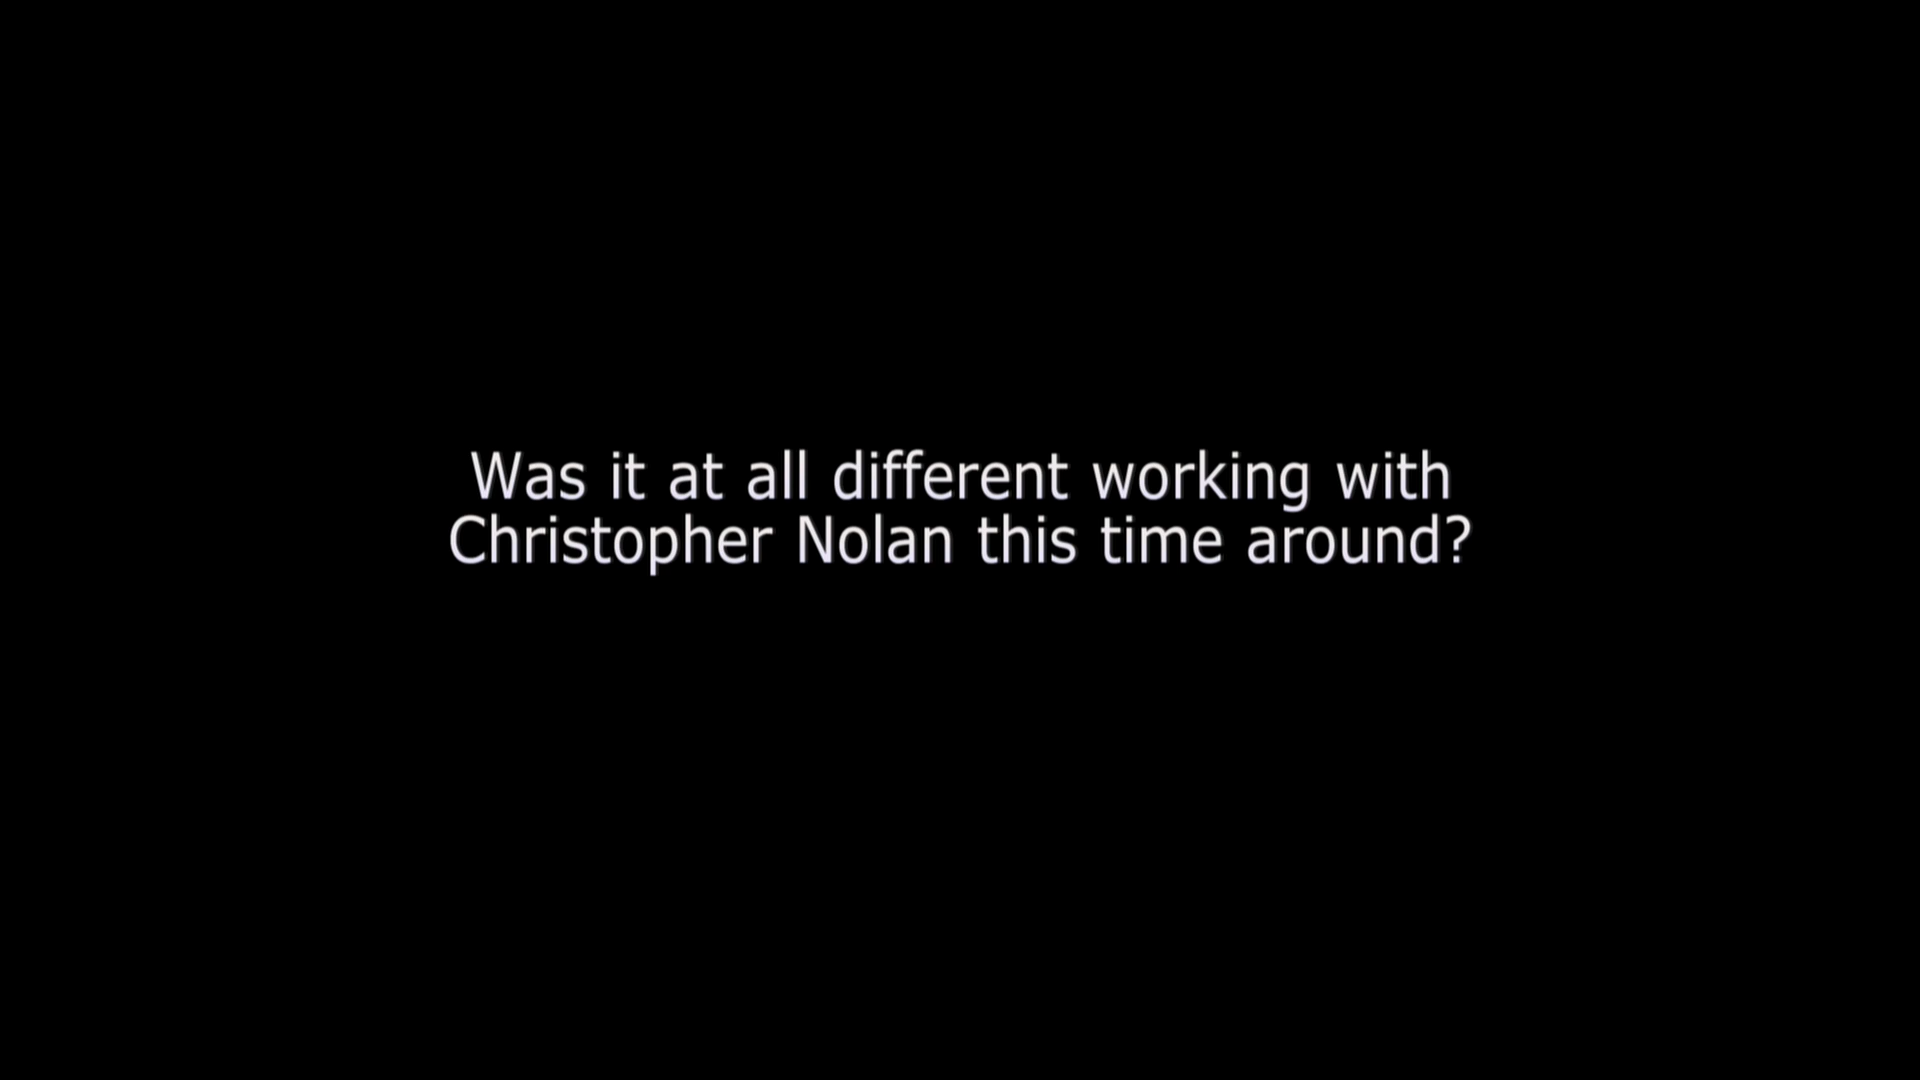 Was it at all different working with
Christopher Nolan this time around?